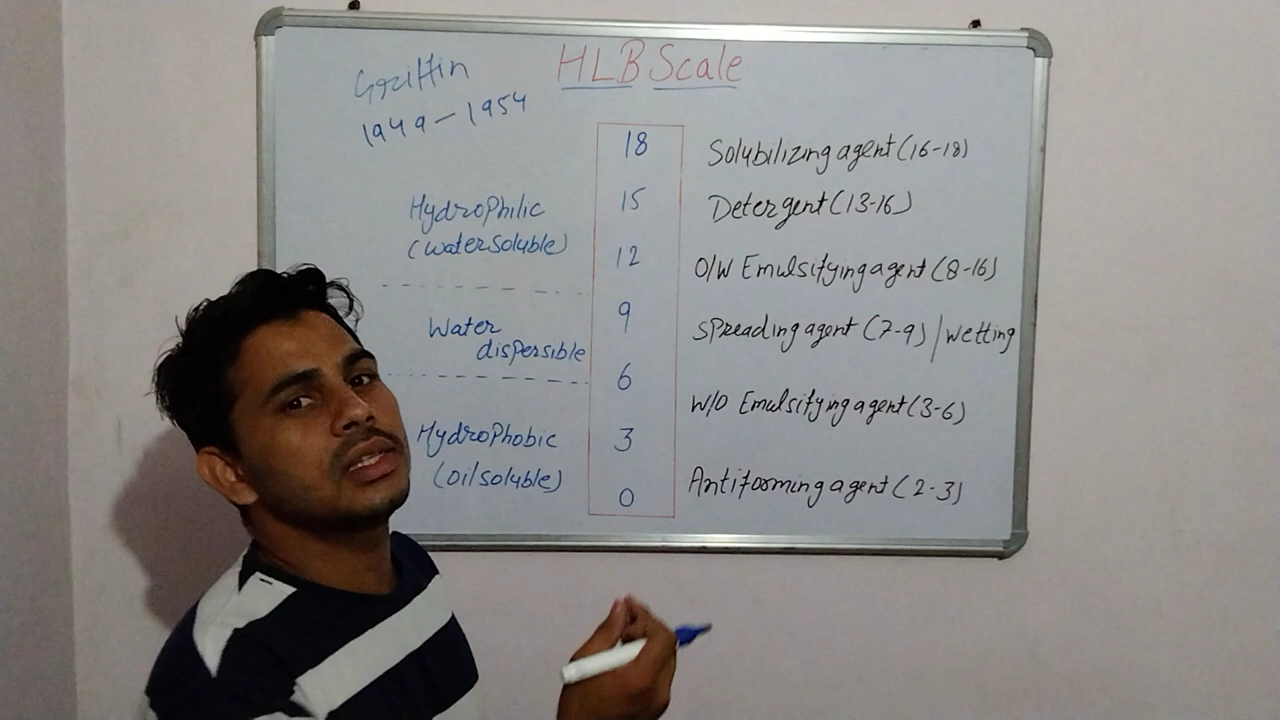 HLB Scale
Griffin
1949-1954
18
15
12
9
6
3
0
Hydrophilic
(water soluble)
Water
dispersible
Hydrophobic
(oil soluble)
Solubilizing agent (16-18)
Detergent (13-16)
O/W Emulsifying agent (8-16)
Spreading agent (7-9) / wetting
W/O Emulsifying agent (3-6)
Antiforming agent (2-3)